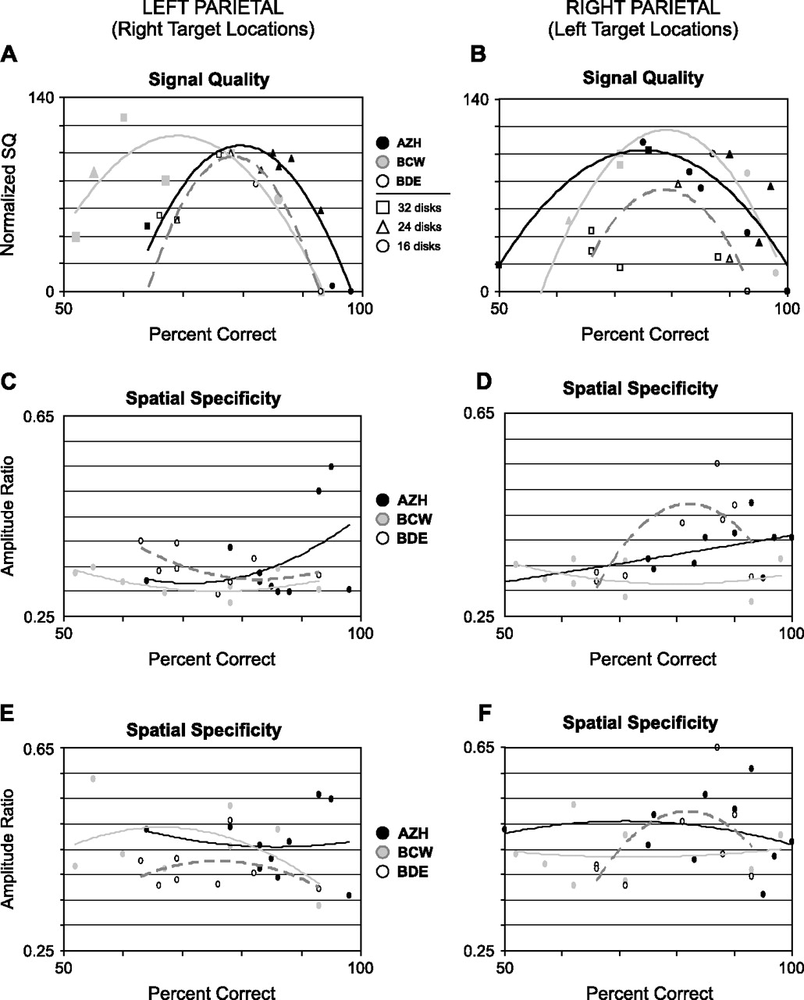 LEFT PARIETAL
(Right Target Locations)
RIGHT PARIETAL
(Left Target Locations)
A
Signal Quality
140
Normalized SQ
0
50
100
Percent Correct
AZH
BCW
BDE
32 disks
24 disks
16 disks
B
Signal Quality
140
0
50
100
Percent Correct
C
Spatial Specificity
0.65
Amplitude Ratio
0.25
50
100
Percent Correct
AZH
BCW
BDE
D
Spatial Specificity
0.65
0.25
50
100
Percent Correct
E
Spatial Specificity
0.65
Amplitude Ratio
0.25
50
100
Percent Correct
AZH
BCW
BDE
F
Spatial Specificity
0.65
0.25
50
100
Percent Correct